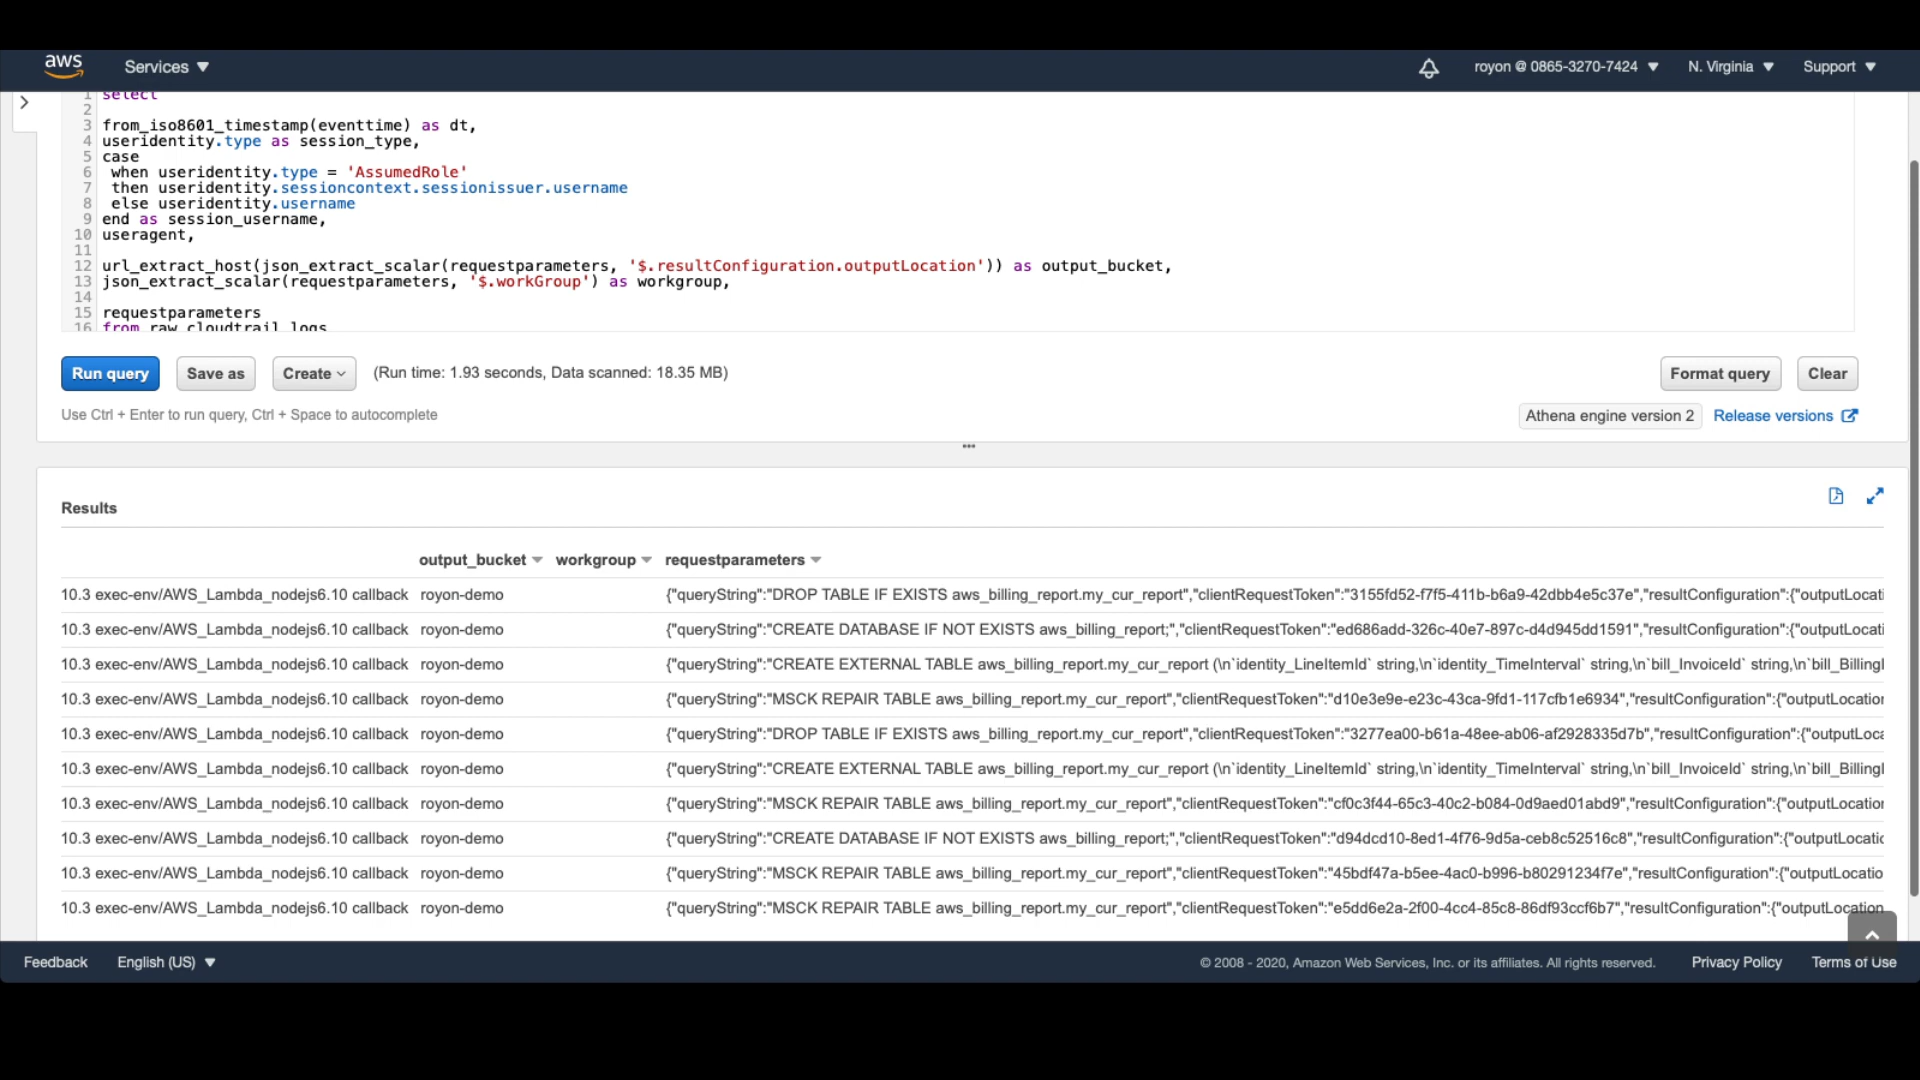 aws
Services
royon @ 0865-3270-7424
N. Virginia
Support
1 select
2
3 from_iso8601_timestamp(eventtime) as dt,
4 useridentity.type as session_type,
5 case
6 when useridentity.type = 'AssumedRole'
7 then useridentity.sessioncontext.sessionissuer.username
8 else useridentity.username
9 end as session_username,
10 useragent,
11
12 url_extract_host(json_extract_scalar(requestparameters, '$.resultConfiguration.outputLocation')) as output_bucket,
13 json_extract_scalar(requestparameters, '$.workGroup') as workgroup,
14
15 requestparameters
16 from raw_cloudtrail_logs
Run query
Save as
Create
(Run time: 1.93 seconds, Data scanned: 18.35 MB)
Format query
Clear
Use Ctrl + Enter to run query, Ctrl + Space to autocomplete
Athena engine version 2
Release versions
Results
output_bucket workgroup requestparameters
10.3 exec-env/AWS_Lambda_nodejs6.10 callback royon-demo {"queryString":"DROP TABLE IF EXISTS aws_billing_report.my_cur_report","clientRequestToken":"3155fd52-f7f5-411b-b6a9-42dbb4e5c37e","resultConfiguration":{"outputLocati
10.3 exec-env/AWS_Lambda_nodejs6.10 callback royon-demo {"queryString":"CREATE DATABASE IF NOT EXISTS aws_billing_report;","clientRequestToken":"ed686add-326c-40e7-897c-d4d945dd1591","resultConfiguration":{"outputLocati
10.3 exec-env/AWS_Lambda_nodejs6.10 callback royon-demo {"queryString":"CREATE EXTERNAL TABLE aws_billing_report.my_cur_report (\n`identity_LineItemId` string,\n`identity_TimeInterval` string,\n`bill_InvoiceId` string,\n`bill_Billingl
10.3 exec-env/AWS_Lambda_nodejs6.10 callback royon-demo {"queryString":"MSCK REPAIR TABLE aws_billing_report.my_cur_report","clientRequestToken":"d10e3e9e-e23c-43ca-9fd1-117cfb1e6934","resultConfiguration":{"outputLocation
10.3 exec-env/AWS_Lambda_nodejs6.10 callback royon-demo {"queryString":"DROP TABLE IF EXISTS aws_billing_report.my_cur_report","clientRequestToken":"3277ea00-b61a-48ee-ab06-af2928335d7b","resultConfiguration":{"outputLoca
10.3 exec-env/AWS_Lambda_nodejs6.10 callback royon-demo {"queryString":"CREATE EXTERNAL TABLE aws_billing_report.my_cur_report (\n`identity_LineItemId` string,\n`identity_TimeInterval` string,\n`bill_InvoiceId` string,\n`bill_Billingl
10.3 exec-env/AWS_Lambda_nodejs6.10 callback royon-demo {"queryString":"MSCK REPAIR TABLE aws_billing_report.my_cur_report","clientRequestToken":"cf0c3f44-65c3-40c2-b084-0d9aed01abd9","resultConfiguration":{"outputLocation
10.3 exec-env/AWS_Lambda_nodejs6.10 callback royon-demo {"queryString":"CREATE DATABASE IF NOT EXISTS aws_billing_report;","clientRequestToken":"d94dcd10-8ed1-4f76-9d5a-ceb8c52516c8","resultConfiguration":{"outputLocatic
10.3 exec-env/AWS_Lambda_nodejs6.10 callback royon-demo {"queryString":"MSCK REPAIR TABLE aws_billing_report.my_cur_report","clientRequestToken":"45bdf47a-b5ee-4ac0-b996-b80291234f7e","resultConfiguration":{"outputLocatio
10.3 exec-env/AWS_Lambda_nodejs6.10 callback royon-demo {"queryString":"MSCK REPAIR TABLE aws_billing_report.my_cur_report","clientRequestToken":"e5dd6e2a-2f00-4cc4-85c8-86df93ccf6b7","resultConfiguration":{"outputLocation
Feedback
English (US)
© 2008 - 2020, Amazon Web Services, Inc. or its affiliates. All rights reserved.
Privacy Policy
Terms of Use